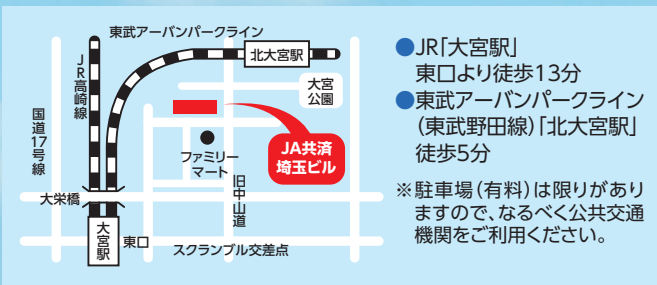 東武アーバンパークライン
北大宮駅
JR高崎線
大宮
公園
国道17号線
ファミリー
マート
JA共済
埼玉ビル
旧中山道
大栄橋
大宮駅
東口
スクランブル交差点
●JR「大宮駅」
東口より徒歩13分
●東武アーバンパークライン
(東武野田線)「北大宮駅」
徒歩5分
※駐車場(有料)は限りがあり
ますので、なるべく公共交通
機関をご利用ください。